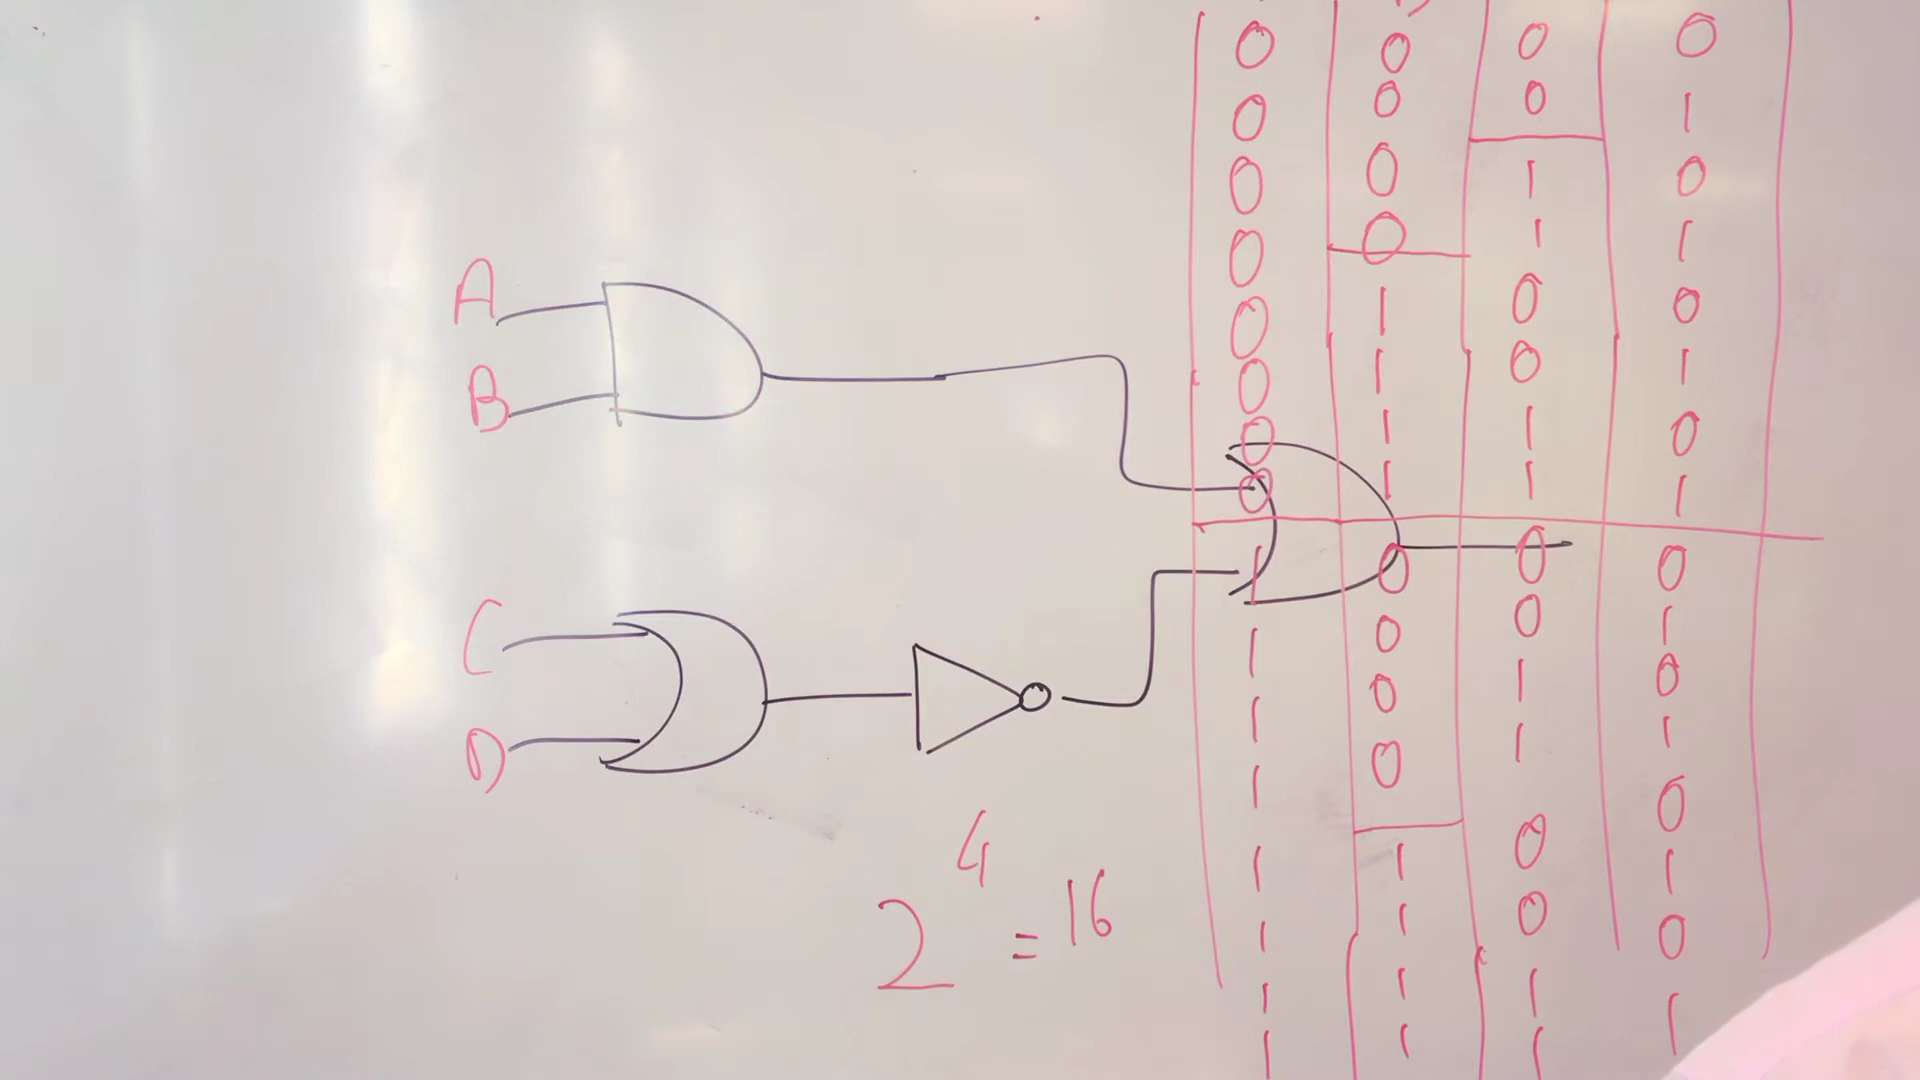 A
B
C
D
2^4 = 16
0 0 0 0
0 0 0 1
0 0 1 0
0 0 1 1
0 1 0 0
0 1 0 1
0 1 1 0
0 1 1 1
1 0 0 0
1 0 0 1
1 0 1 0
1 0 1 1
1 1 0 0
1 1 0 1
1 1 1 0
1 1 1 1